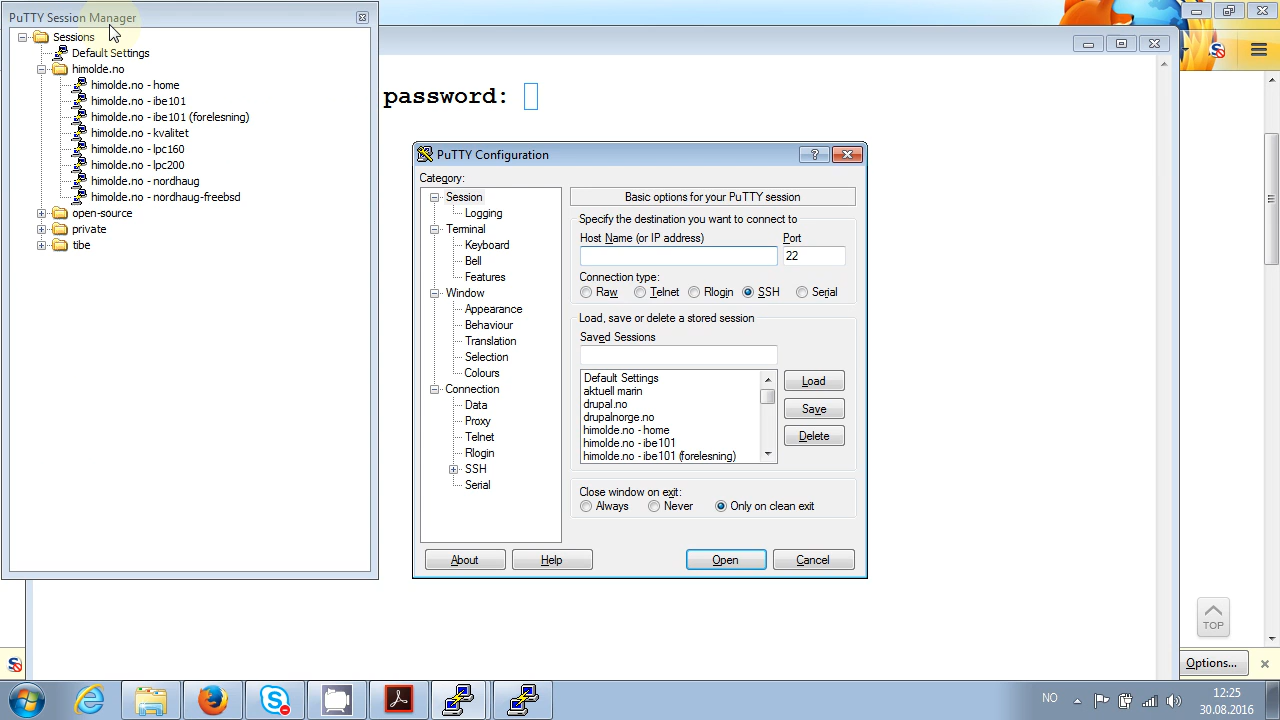 PuTTY Session Manager
Sessions
Default Settings
himolde.no
himolde.no - home
himolde.no - ibe101
himolde.no - ibe101 (forelesning)
himolde.no - kvalitet
himolde.no - lpc160
himolde.no - lpc200
himolde.no - nordhaug
himolde.no - nordhaug-freebsd
open-source
private
tibe
password:
PuTTY Configuration
Category:
Session
Logging
Terminal
Keyboard
Bell
Features
Window
Appearance
Behaviour
Translation
Selection
Colours
Connection
Data
Proxy
Telnet
Rlogin
SSH
Serial
Basic options for your PuTTY session
Specify the destination you want to connect to
Host Name (or IP address) Port
22
Connection type:
Raw Telnet Rlogin SSH Serial
Load, save or delete a stored session
Saved Sessions
Default Settings
aktuell marin
drupal.no
drupalnorge.no
himolde.no - home
himolde.no - ibe101
himolde.no - ibe101 (forelesning)
Load
Save
Delete
Close window on exit:
Always Never Only on clean exit
About Help Open Cancel
TOP
Options...
NO
12:25
30.08.2016